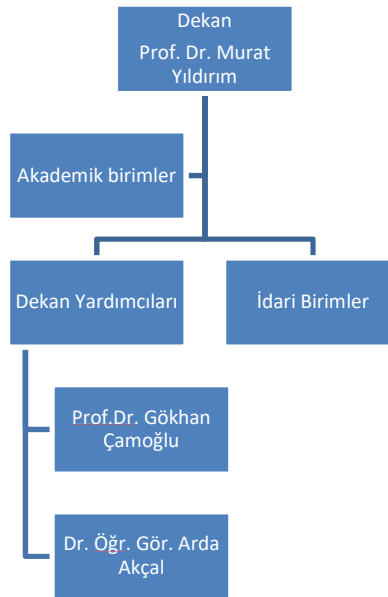 Dekan
Prof. Dr. Murat
Yıldırım
Akademik birimler
Dekan Yardımcıları
İdari Birimler
Prof.Dr. Gökhan
Çamoğlu
Dr. Öğr. Gör. Arda
Akçal